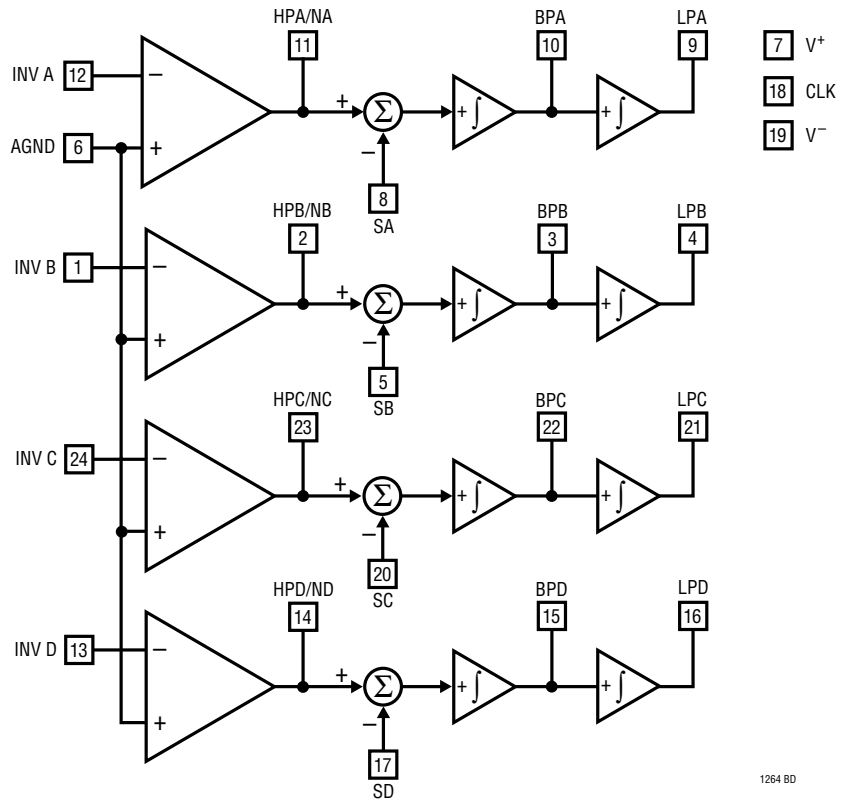 HPA/NA
BPA
LPA
11
10
9
7 V+
INV A 12
−
18 CLK
+
Σ
+ ∫
+ ∫
19 V−
AGND 6
+
−
8
SA
HPB/NB
BPB
LPB
2
3
4
INV B 1
−
+
Σ
+ ∫
+ ∫
+
−
5
SB
HPC/NC
BPC
LPC
23
22
21
INV C 24
−
+
Σ
+ ∫
+ ∫
+
−
20
SC
HPD/ND
BPD
LPD
14
15
16
INV D 13
−
+
Σ
+ ∫
+ ∫
+
−
17
SD
1264 BD